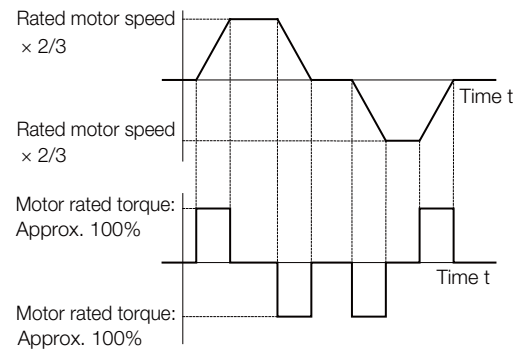 Rated motor speed
× 2/3
Time t
Rated motor speed
× 2/3
Motor rated torque:
Approx. 100%
Time t
Motor rated torque:
Approx. 100%